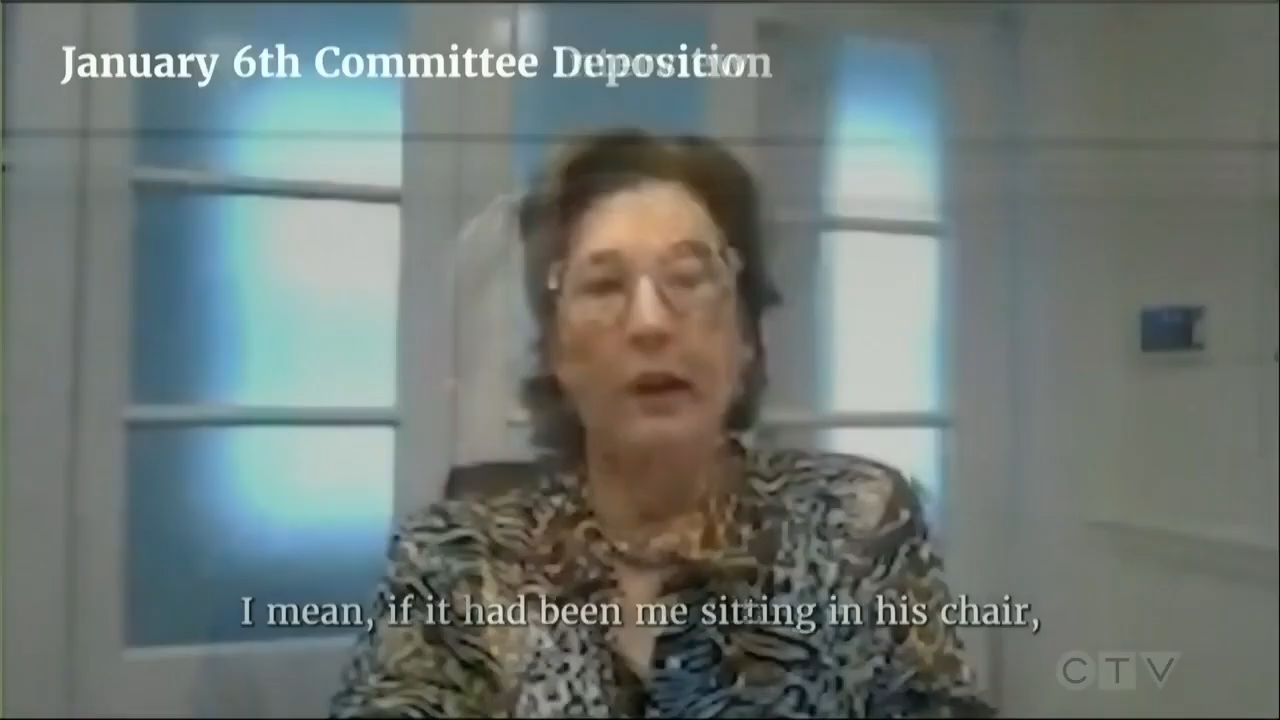 January 6th Committee Deposition
I mean, if it had been me sitting in his chair,
CTV